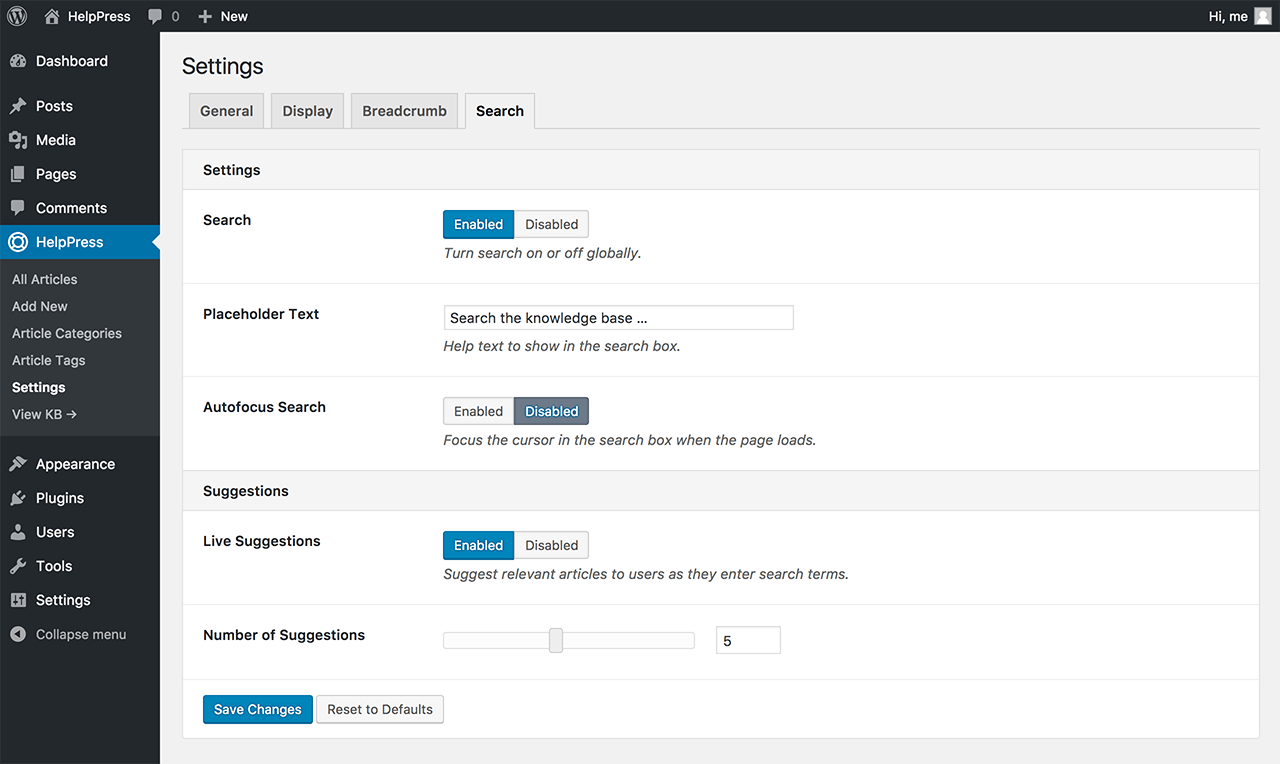 HelpPress 0 New Hi, me
Dashboard
Posts
Media
Pages
Comments
HelpPress
All Articles
Add New
Article Categories
Article Tags
Settings
View KB →
Appearance
Plugins
Users
Tools
Settings
Collapse menu
Settings
General Display Breadcrumb Search
Settings
Search Enabled Disabled
Turn search on or off globally.
Placeholder Text Search the knowledge base ...
Help text to show in the search box.
Autofocus Search Enabled Disabled
Focus the cursor in the search box when the page loads.
Suggestions
Live Suggestions Enabled Disabled
Suggest relevant articles to users as they enter search terms.
Number of Suggestions 5
Save Changes Reset to Defaults